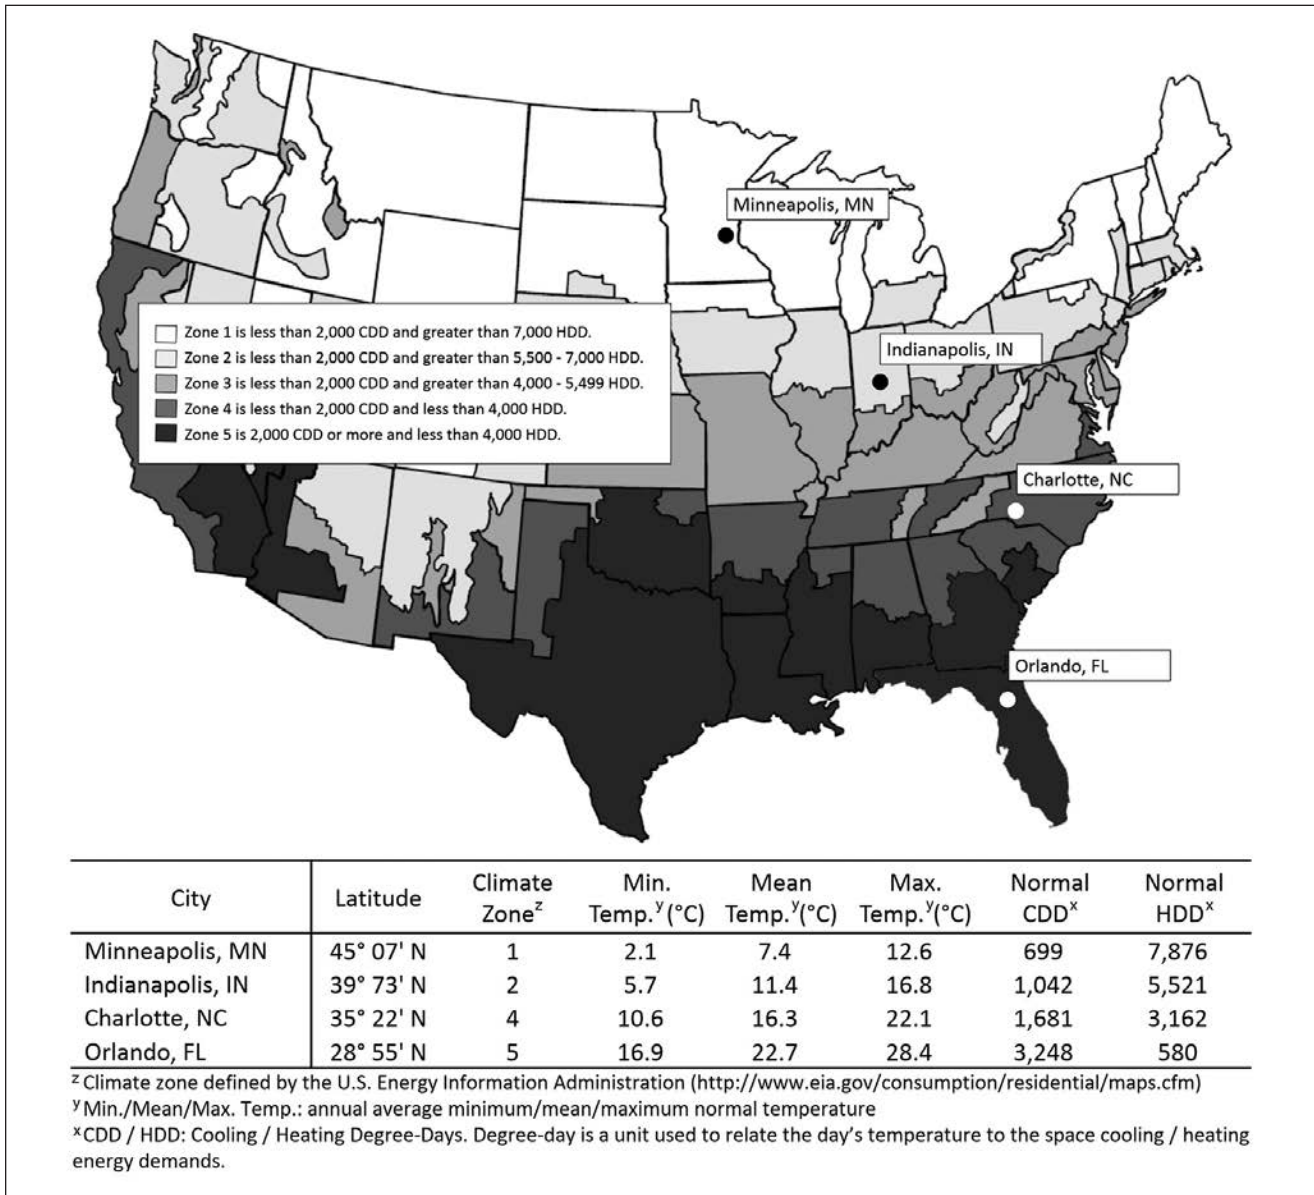 Minneapolis, MN
Indianapolis, IN
Zone 1 is less than 2,000 CDD and greater than 7,000 HDD.
Zone 2 is less than 2,000 CDD and greater than 5,500 - 7,000 HDD.
Zone 3 is less than 2,000 CDD and greater than 4,000 - 5,499 HDD.
Zone 4 is less than 2,000 CDD and less than 4,000 HDD.
Zone 5 is 2,000 CDD or more and less than 4,000 HDD.
Charlotte, NC
Orlando, FL
City Latitude Climate Zoneᶻ Min. Temp.ʸ(°C) Mean Temp.ʸ(°C) Max. Temp.ʸ(°C) Normal CDDˣ Normal HDDˣ
Minneapolis, MN 45° 07' N 1 2.1 7.4 12.6 699 7,876
Indianapolis, IN 39° 73' N 2 5.7 11.4 16.8 1,042 5,521
Charlotte, NC 35° 22' N 4 10.6 16.3 22.1 1,681 3,162
Orlando, FL 28° 55' N 5 16.9 22.7 28.4 3,248 580
ᶻ Climate zone defined by the U.S. Energy Information Administration (http://www.eia.gov/consumption/residential/maps.cfm)
ʸ Min./Mean/Max. Temp.: annual average minimum/mean/maximum normal temperature
ˣ CDD / HDD: Cooling / Heating Degree-Days. Degree-day is a unit used to relate the day's temperature to the space cooling / heating
energy demands.